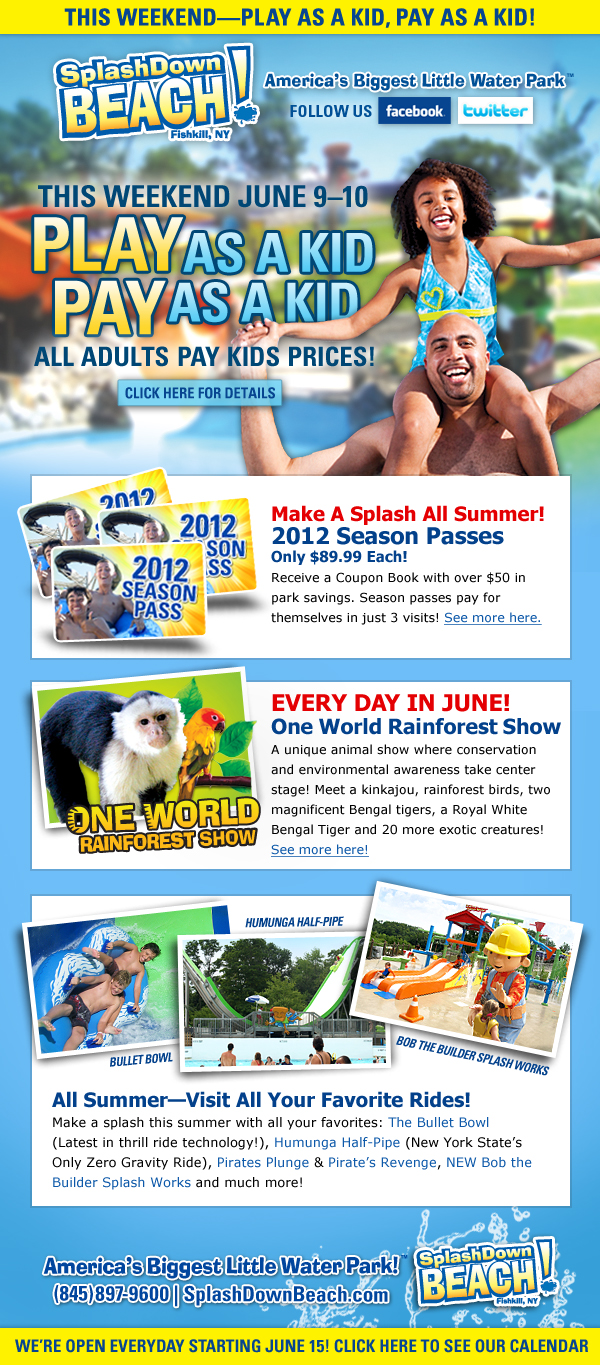 THIS WEEKEND—PLAY AS A KID, PAY AS A KID!
SplashDown
BEACH!
Fishkill, NY
America's Biggest Little Water Park™
FOLLOW US facebook twitter
THIS WEEKEND JUNE 9–10
PLAY AS A KID
PAY AS A KID
ALL ADULTS PAY KIDS PRICES!
CLICK HERE FOR DETAILS
2012
2012
SEASON
PASS
2012
SEASON
PASS
Make A Splash All Summer!
2012 Season Passes
Only $89.99 Each!
Receive a Coupon Book with over $50 in
park savings. Season passes pay for
themselves in just 3 visits! See more here.
ONE WORLD
RAINFOREST SHOW
EVERY DAY IN JUNE!
One World Rainforest Show
A unique animal show where conservation
and environmental awareness take center
stage! Meet a kinkajou, rainforest birds, two
magnificent Bengal tigers, a Royal White
Bengal Tiger and 20 more exotic creatures!
See more here!
HUMUNGA HALF-PIPE
BULLET BOWL
BOB THE BUILDER SPLASH WORKS
All Summer—Visit All Your Favorite Rides!
Make a splash this summer with all your favorites: The Bullet Bowl
(Latest in thrill ride technology!), Humunga Half-Pipe (New York State's
Only Zero Gravity Ride), Pirates Plunge & Pirate's Revenge, NEW Bob the
Builder Splash Works and much more!
America's Biggest Little Water Park!™
(845)897-9600 | SplashDownBeach.com
SplashDown
BEACH!
Fishkill, NY
WE'RE OPEN EVERYDAY STARTING JUNE 15! CLICK HERE TO SEE OUR CALENDAR